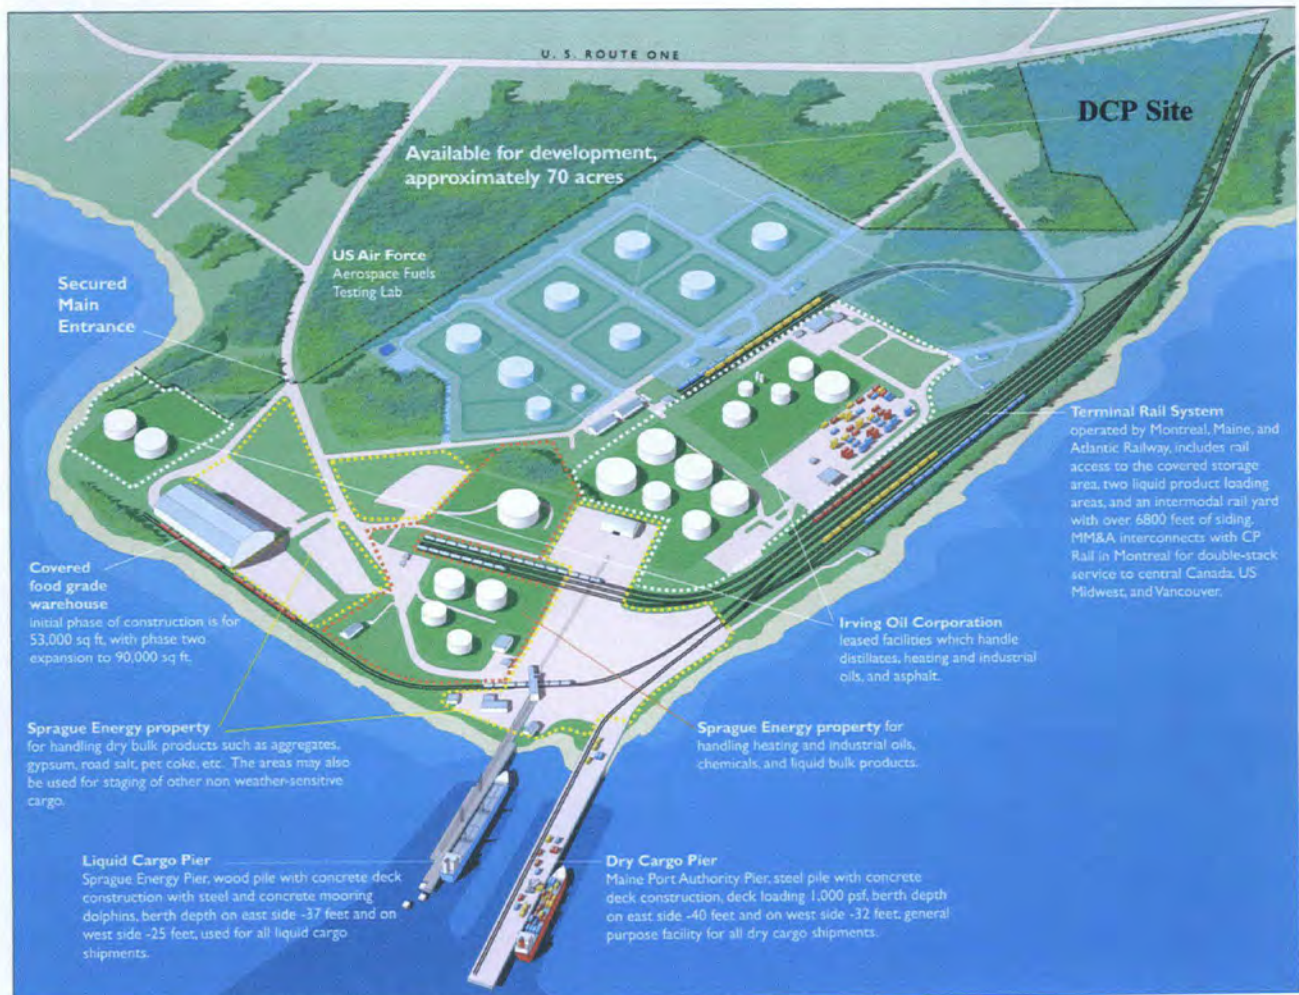 U. S. ROUTE ONE
DCP Site
Available for development,
approximately 70 acres
US Air Force
Aerospace Fuels
Testing Lab
Secured
Main
Entrance
Terminal Rail System
operated by Montreal, Maine, and
Atlantic Railway, includes rail
access to the covered storage
area, two liquid product loading
areas, and an intermodal rail yard
with over 6800 feet of siding.
MM&A interconnects with CP
Rail in Montreal for double-stack
service to central Canada, US
Midwest, and Vancouver.
Covered
food grade
warehouse
initial phase of construction is for
53,000 sq ft, with phase two
expansion to 90,000 sq ft.
Irving Oil Corporation
leased facilities which handle
distillates, heating and industrial
oils, and asphalt.
Sprague Energy property
for handling dry bulk products such as aggregates,
gypsum, road salt, pet coke, etc. The areas may also
be used for staging of other non weather-sensitive
cargo.
Sprague Energy property for
handling heating and industrial oils,
chemicals, and liquid bulk products.
Liquid Cargo Pier
Sprague Energy Pier, wood pile with concrete deck
construction with steel and concrete mooring
dolphins, berth depth on east side -37 feet and on
west side -25 feet, used for all liquid cargo
shipments.
Dry Cargo Pier
Maine Port Authority Pier, steel pile with concrete
deck construction, deck loading 1,000 psf, berth depth
on east side -40 feet and on west side -32 feet, general
purpose facility for all dry cargo shipments.